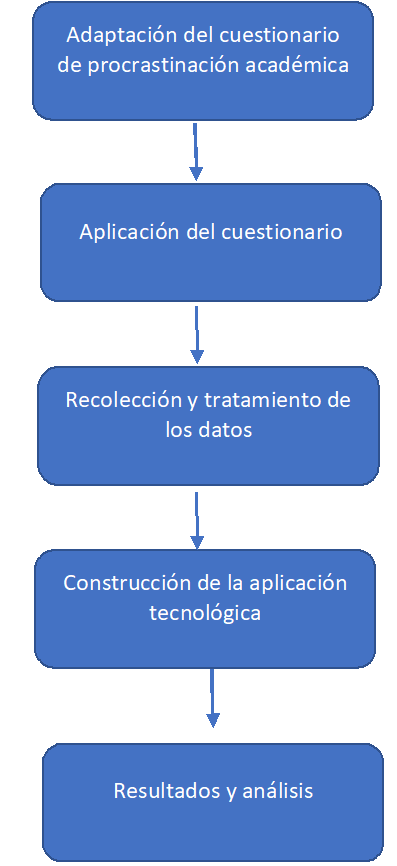 Adaptación del cuestionario
de procrastinación académica
Aplicación del cuestionario
Recolección y tratamiento de
los datos
Construcción de la aplicación
tecnológica
Resultados y análisis